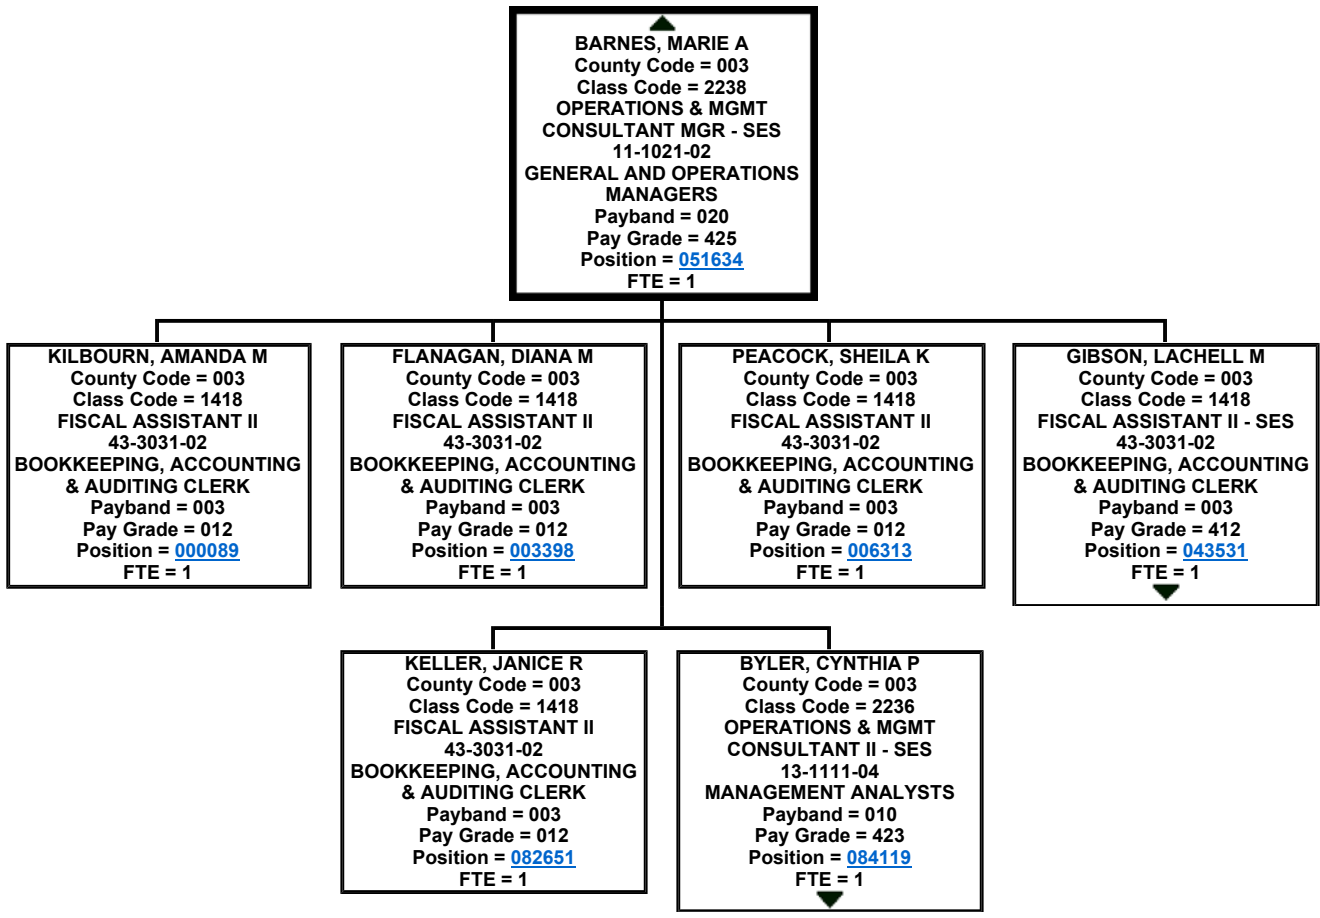 BARNES, MARIE A
County Code = 003
Class Code = 2238
OPERATIONS & MGMT
CONSULTANT MGR - SES
11-1021-02
GENERAL AND OPERATIONS
MANAGERS
Payband = 020
Pay Grade = 425
Position = 051634
FTE = 1
KILBOURN, AMANDA M
County Code = 003
Class Code = 1418
FISCAL ASSISTANT II
43-3031-02
BOOKKEEPING, ACCOUNTING
& AUDITING CLERK
Payband = 003
Pay Grade = 012
Position = 000089
FTE = 1
FLANAGAN, DIANA M
County Code = 003
Class Code = 1418
FISCAL ASSISTANT II
43-3031-02
BOOKKEEPING, ACCOUNTING
& AUDITING CLERK
Payband = 003
Pay Grade = 012
Position = 003398
FTE = 1
PEACOCK, SHEILA K
County Code = 003
Class Code = 1418
FISCAL ASSISTANT II
43-3031-02
BOOKKEEPING, ACCOUNTING
& AUDITING CLERK
Payband = 003
Pay Grade = 012
Position = 006313
FTE = 1
GIBSON, LACHELL M
County Code = 003
Class Code = 1418
FISCAL ASSISTANT II - SES
43-3031-02
BOOKKEEPING, ACCOUNTING
& AUDITING CLERK
Payband = 003
Pay Grade = 412
Position = 043531
FTE = 1
KELLER, JANICE R
County Code = 003
Class Code = 1418
FISCAL ASSISTANT II
43-3031-02
BOOKKEEPING, ACCOUNTING
& AUDITING CLERK
Payband = 003
Pay Grade = 012
Position = 082651
FTE = 1
BYLER, CYNTHIA P
County Code = 003
Class Code = 2236
OPERATIONS & MGMT
CONSULTANT II - SES
13-1111-04
MANAGEMENT ANALYSTS
Payband = 010
Pay Grade = 423
Position = 084119
FTE = 1